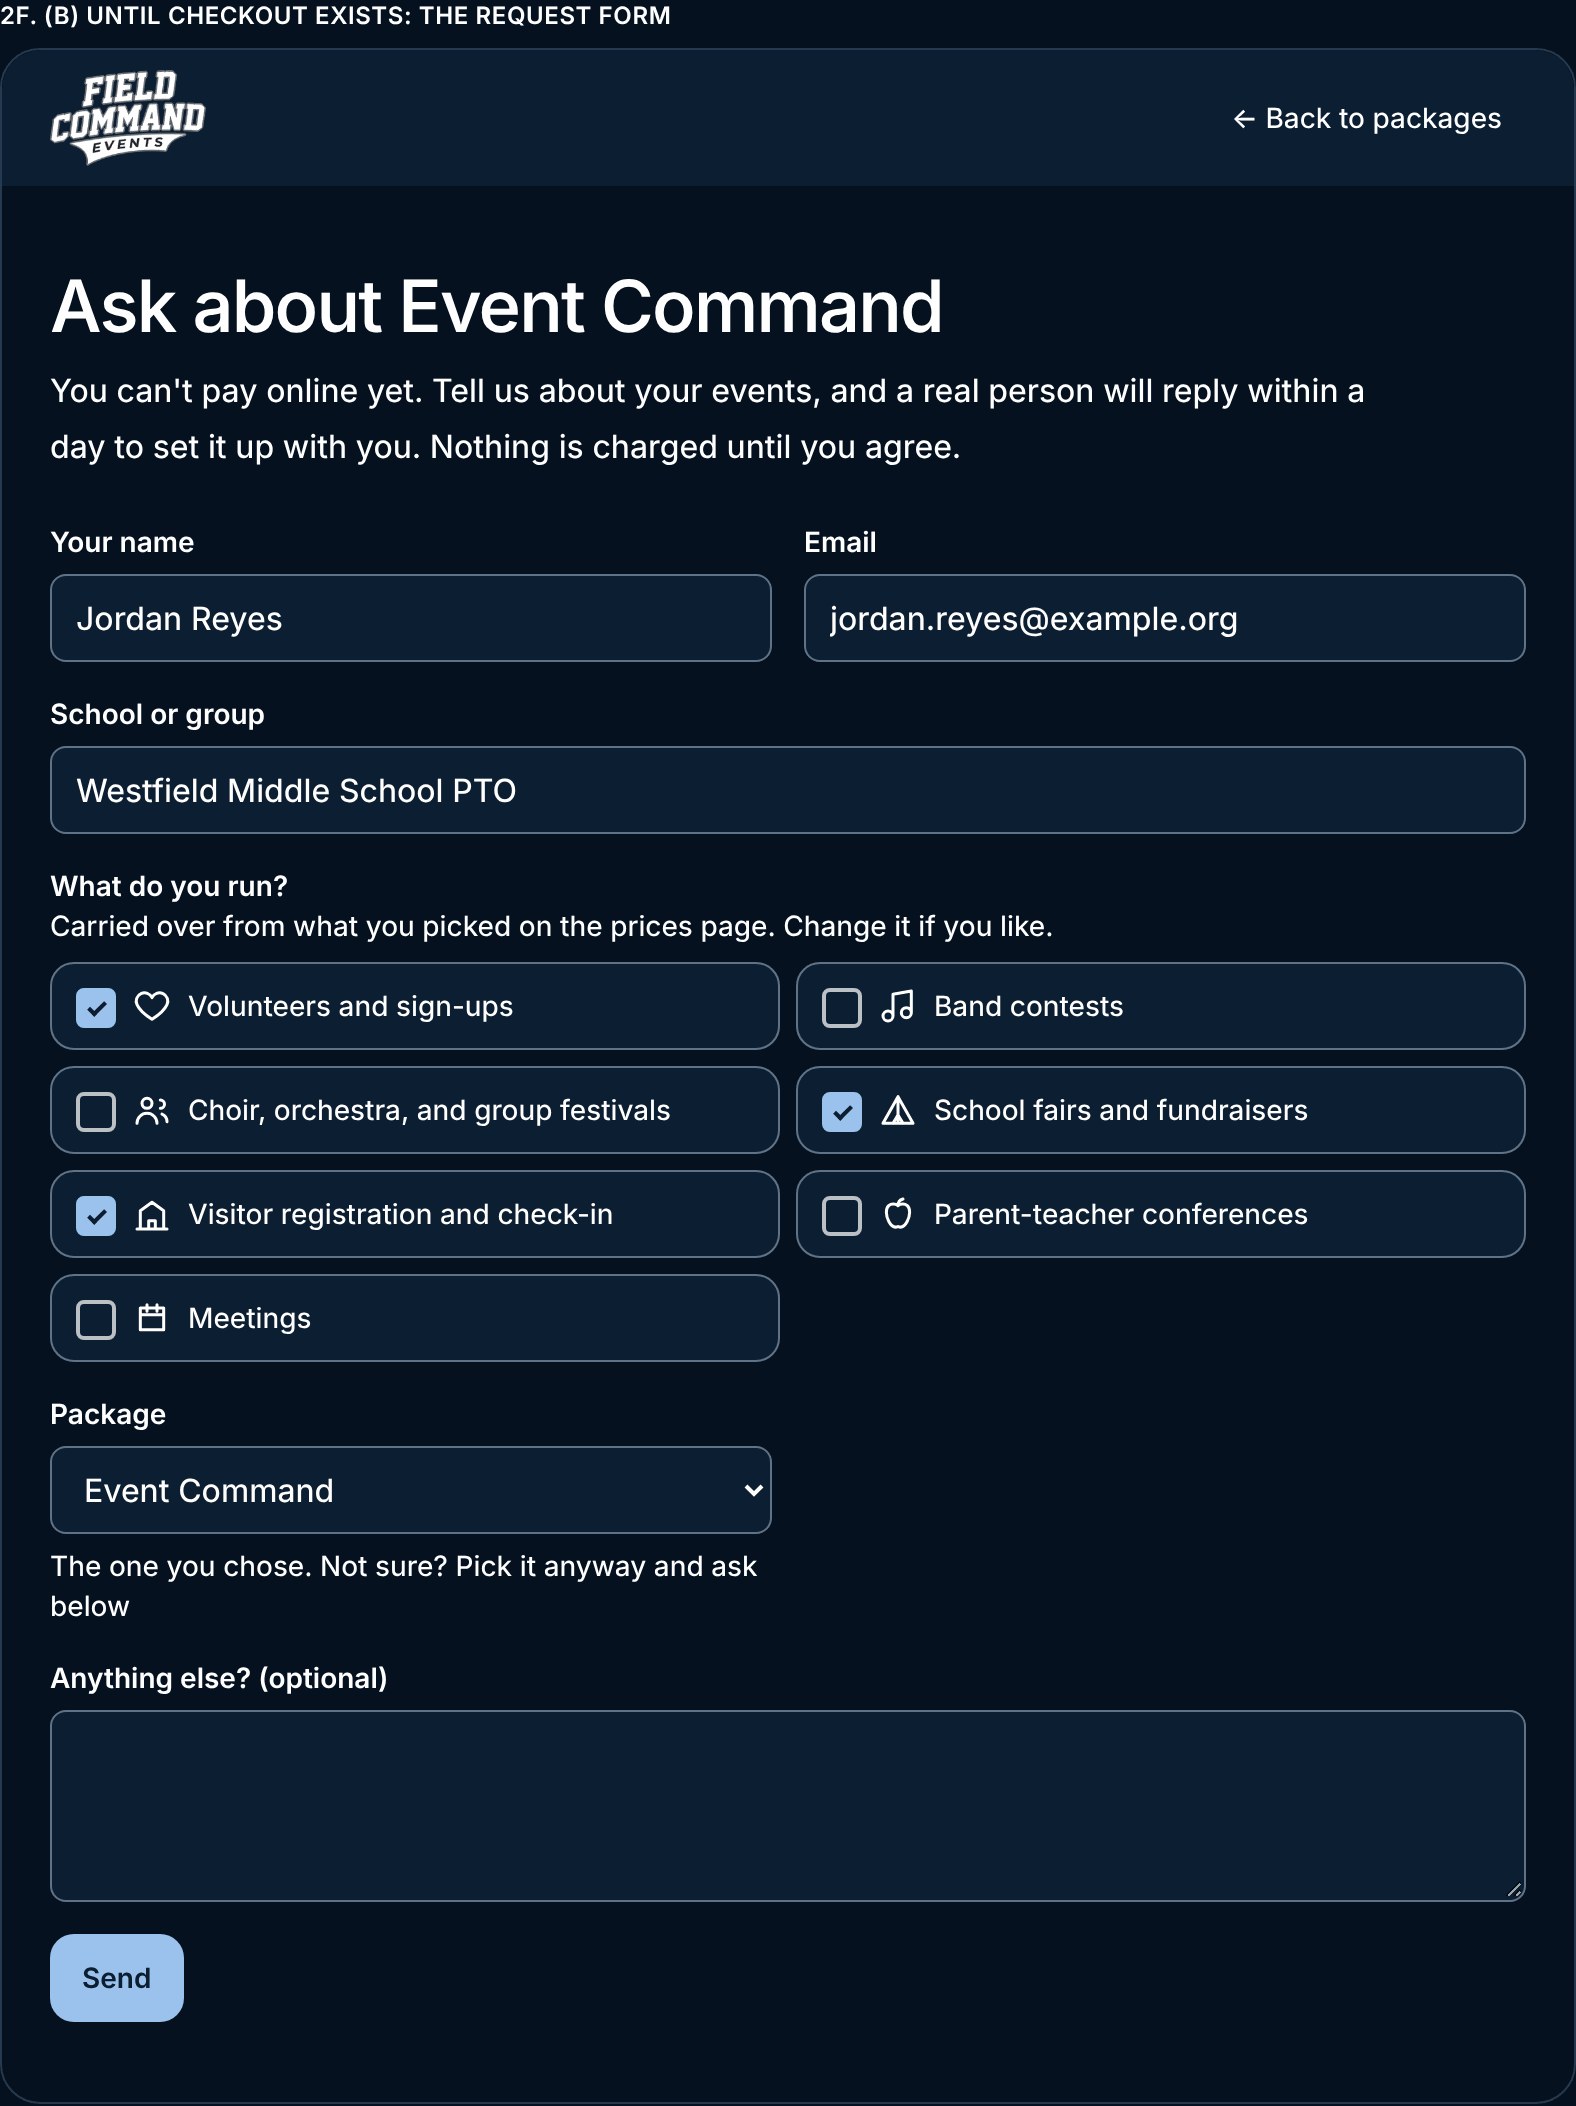 2F. (B) UNTIL CHECKOUT EXISTS: THE REQUEST FORM
FIELD
COMMAND
EVENTS
← Back to packages
Ask about Event Command
You can't pay online yet. Tell us about your events, and a real person will reply within a
day to set it up with you. Nothing is charged until you agree.
Your name
Email
Jordan Reyes
jordan.reyes@example.org
School or group
Westfield Middle School PTO
What do you run?
Carried over from what you picked on the prices page. Change it if you like.
Volunteers and sign-ups
Band contests
Choir, orchestra, and group festivals
School fairs and fundraisers
Visitor registration and check-in
Parent-teacher conferences
Meetings
Package
Event Command
The one you chose. Not sure? Pick it anyway and ask
below
Anything else? (optional)
Send